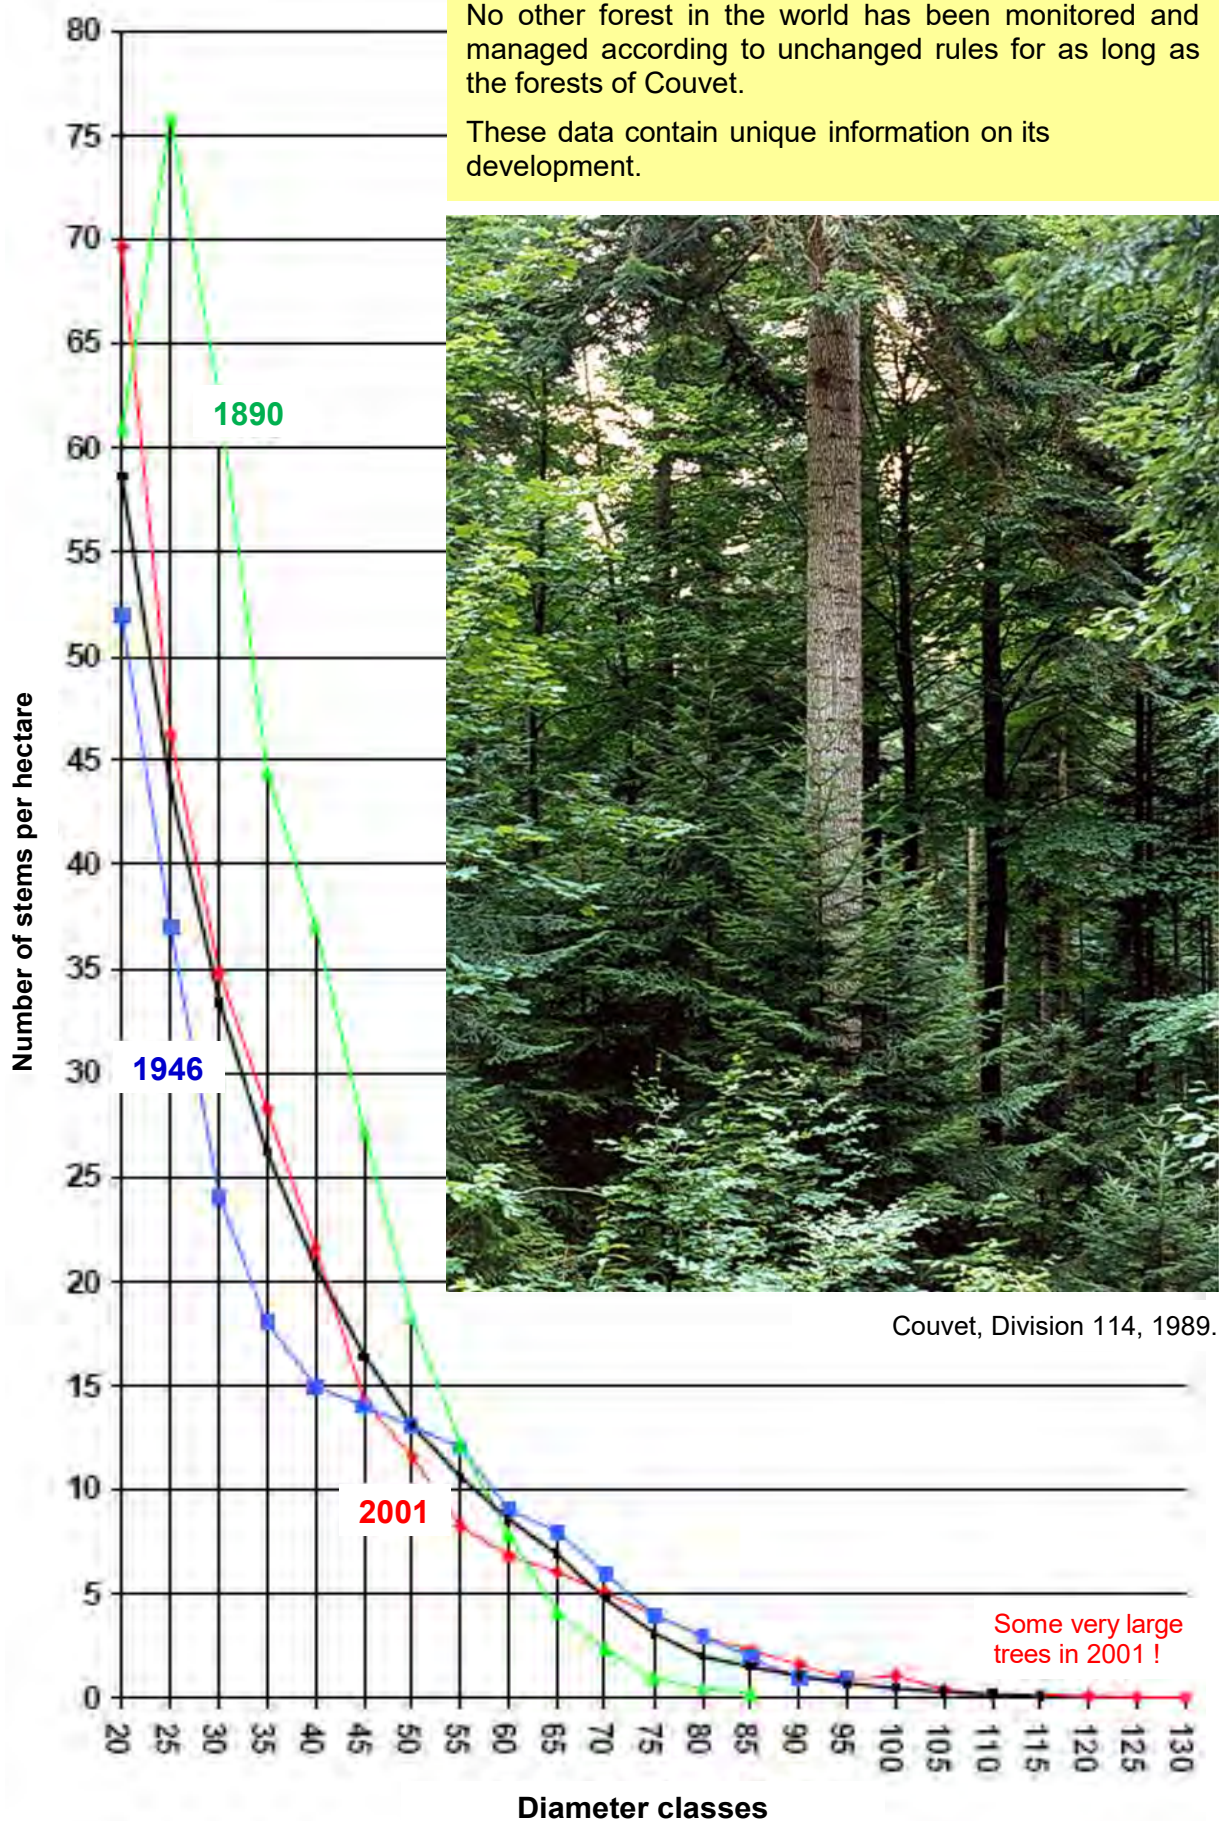 No other forest in the world has been monitored and
managed according to unchanged rules for as long as
the forests of Couvet.
These data contain unique information on its
development.
80
75
70
65
60
55
50
45
40
35
30
25
20
15
10
5
0
Number of stems per hectare
1890
1946
2001
Couvet, Division 114, 1989.
Some very large
trees in 2001 !
20 25 30 35 40 45 50 55 60 65 70 75 80 85 90 95 100 105 110 115 120 125 130
Diameter classes